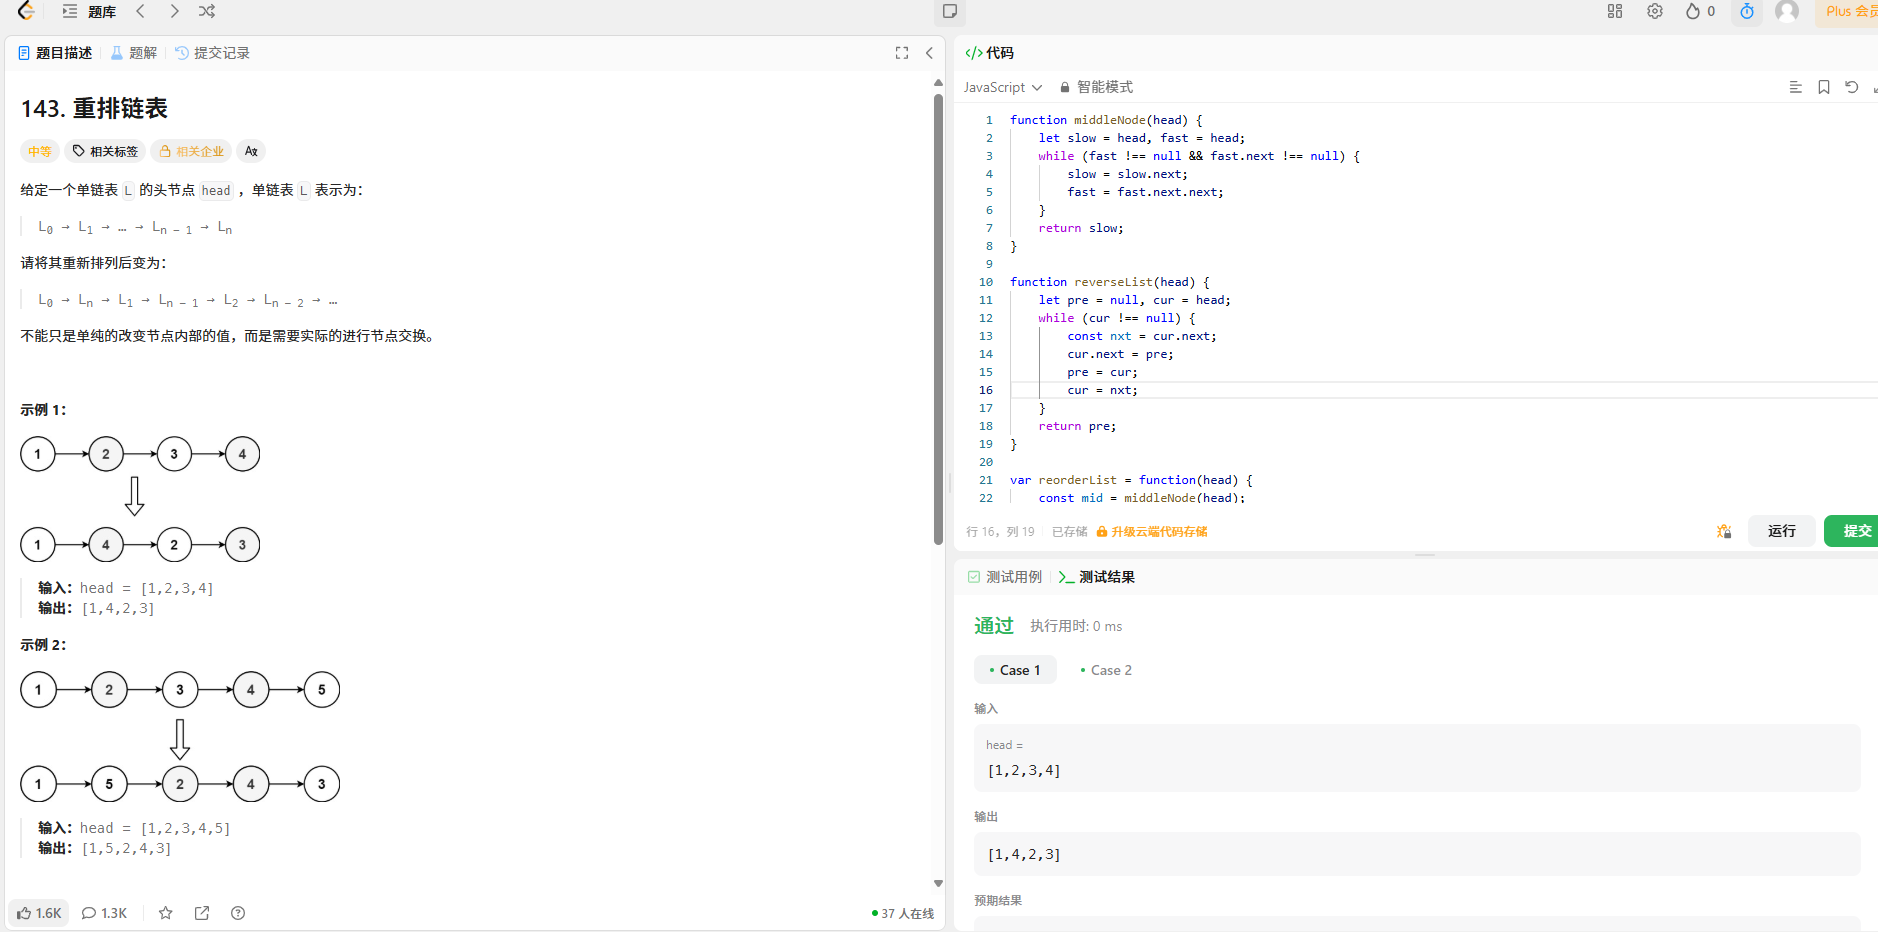 题库
0
Plus 会员
题目描述
题解
提交记录
143. 重排链表
中等
相关标签
相关企业
给定一个单链表 L 的头节点 head ，单链表 L 表示为：
L0 → L1 → … → Ln - 1 → Ln
请将其重新排列后变为：
L0 → Ln → L1 → Ln - 1 → L2 → Ln - 2 → …
不能只是单纯的改变节点内部的值，而是需要实际的进行节点交换。
示例 1：
1 2 3 4
1 4 2 3
输入：head = [1,2,3,4]
输出：[1,4,2,3]
示例 2：
1 2 3 4 5
1 5 2 4 3
输入：head = [1,2,3,4,5]
输出：[1,5,2,4,3]
1.6K
1.3K
37 人在线
</> 代码
JavaScript
智能模式
1 function middleNode(head) {
2 let slow = head, fast = head;
3 while (fast !== null && fast.next !== null) {
4 slow = slow.next;
5 fast = fast.next.next;
6 }
7 return slow;
8 }
9
10 function reverseList(head) {
11 let pre = null, cur = head;
12 while (cur !== null) {
13 const nxt = cur.next;
14 cur.next = pre;
15 pre = cur;
16 cur = nxt;
17 }
18 return pre;
19 }
20
21 var reorderList = function(head) {
22 const mid = middleNode(head);
行 16，列 19
已存储
升级云端代码存储
运行
提交
测试用例
测试结果
通过
执行用时: 0 ms
• Case 1
• Case 2
输入
head =
[1,2,3,4]
输出
[1,4,2,3]
预期结果